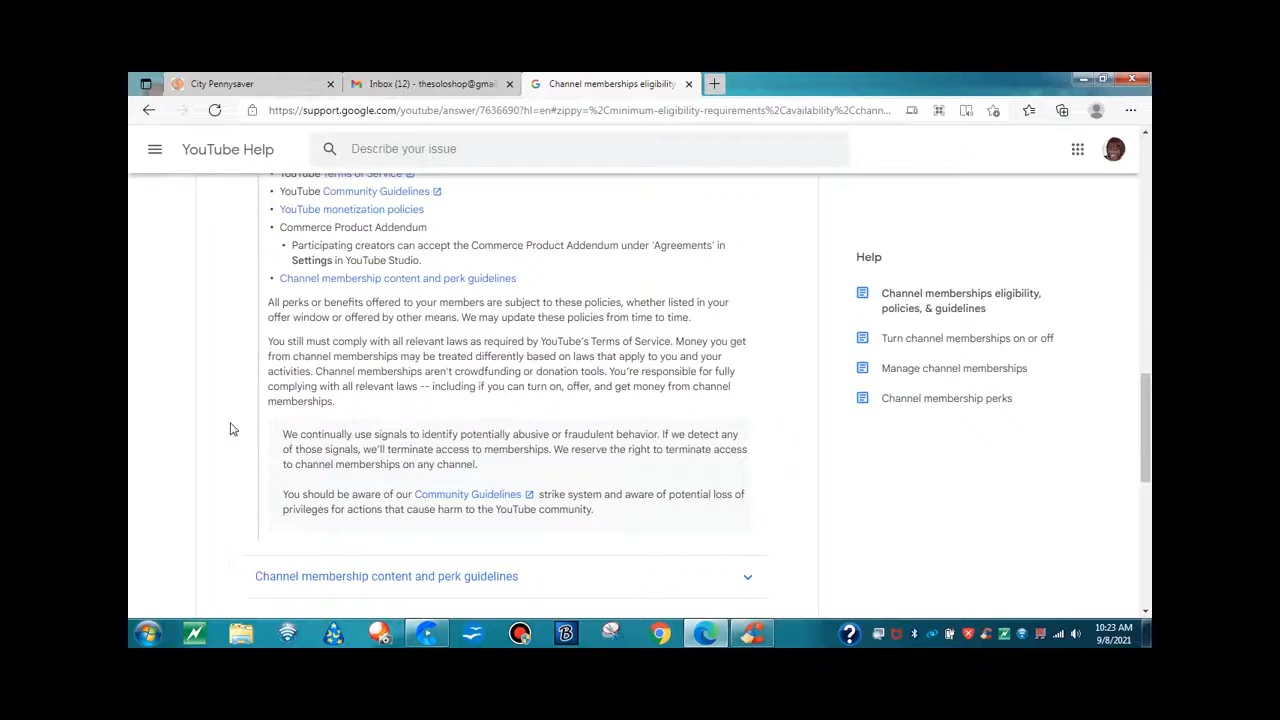 City Pennysaver
Inbox (12) - thesoloshop@gmai
Channel memberships eligibility
https://support.google.com/youtube/answer/7636690?hl=en#zippy=%2Cminimum-eligibility-requirements%2Cavailability%2Cchann...
YouTube Help
Describe your issue
YouTube Terms of Service
• YouTube Community Guidelines
• YouTube monetization policies
• Commerce Product Addendum
• Participating creators can accept the Commerce Product Addendum under 'Agreements' in
Settings in YouTube Studio.
• Channel membership content and perk guidelines
All perks or benefits offered to your members are subject to these policies, whether listed in your
offer window or offered by other means. We may update these policies from time to time.
You still must comply with all relevant laws as required by YouTube's Terms of Service. Money you get
from channel memberships may be treated differently based on laws that apply to you and your
activities. Channel memberships aren't crowdfunding or donation tools. You're responsible for fully
complying with all relevant laws -- including if you can turn on, offer, and get money from channel
memberships.
We continually use signals to identify potentially abusive or fraudulent behavior. If we detect any
of those signals, we'll terminate access to memberships. We reserve the right to terminate access
to channel memberships on any channel.
You should be aware of our Community Guidelines strike system and aware of potential loss of
privileges for actions that cause harm to the YouTube community.
Channel membership content and perk guidelines
Help
Channel memberships eligibility,
policies, & guidelines
Turn channel memberships on or off
Manage channel memberships
Channel membership perks
10:23 AM
9/8/2021